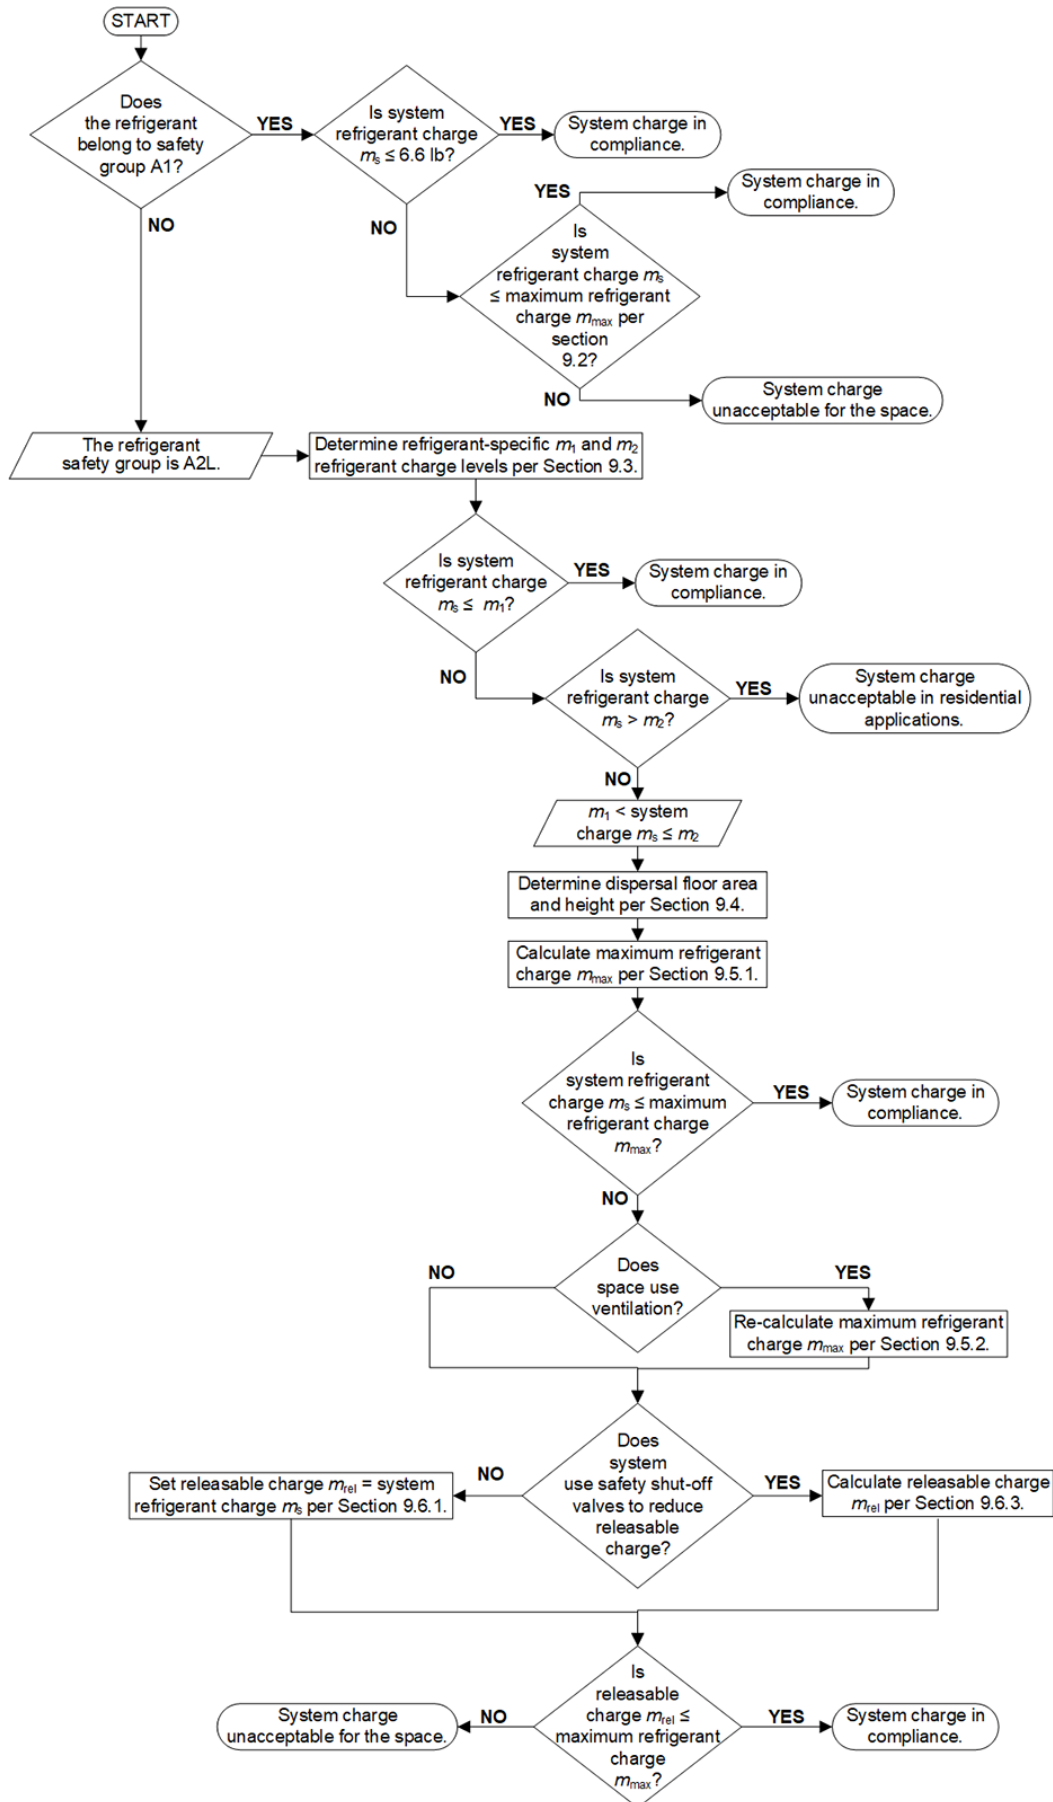 START
Does
the refrigerant
belong to safety
group A1?
YES
Is system
refrigerant charge
mₛ ≤ 6.6 lb?
YES
System charge in
compliance.
NO
NO
YES
System charge in
compliance.
Is
system
refrigerant charge mₛ
≤ maximum refrigerant
charge mmax per
section
9.2?
NO
System charge
unacceptable for the space.
The refrigerant
safety group is A2L.
Determine refrigerant-specific m₁ and m₂
refrigerant charge levels per Section 9.3.
Is system
refrigerant charge
mₛ ≤ m₁?
YES
System charge in
compliance.
NO
Is system
refrigerant charge
mₛ > m₂?
YES
System charge
unacceptable in residential
applications.
NO
m₁ < system
charge mₛ ≤ m₂
Determine dispersal floor area
and height per Section 9.4.
Calculate maximum refrigerant
charge mmax per Section 9.5.1.
Is
system refrigerant
charge mₛ ≤ maximum
refrigerant charge
mmax?
YES
System charge in
compliance.
NO
Does
space use
ventilation?
NO
YES
Re-calculate maximum refrigerant
charge mmax per Section 9.5.2.
Does
system
use safety shut-off
valves to reduce
releasable
charge?
NO
Set releasable charge mrel = system
refrigerant charge mₛ per Section 9.6.1.
YES
Calculate releasable charge
mrel per Section 9.6.3.
Is
releasable
charge mrel ≤
maximum refrigerant
charge
mmax?
NO
System charge
unacceptable for the space.
YES
System charge in
compliance.